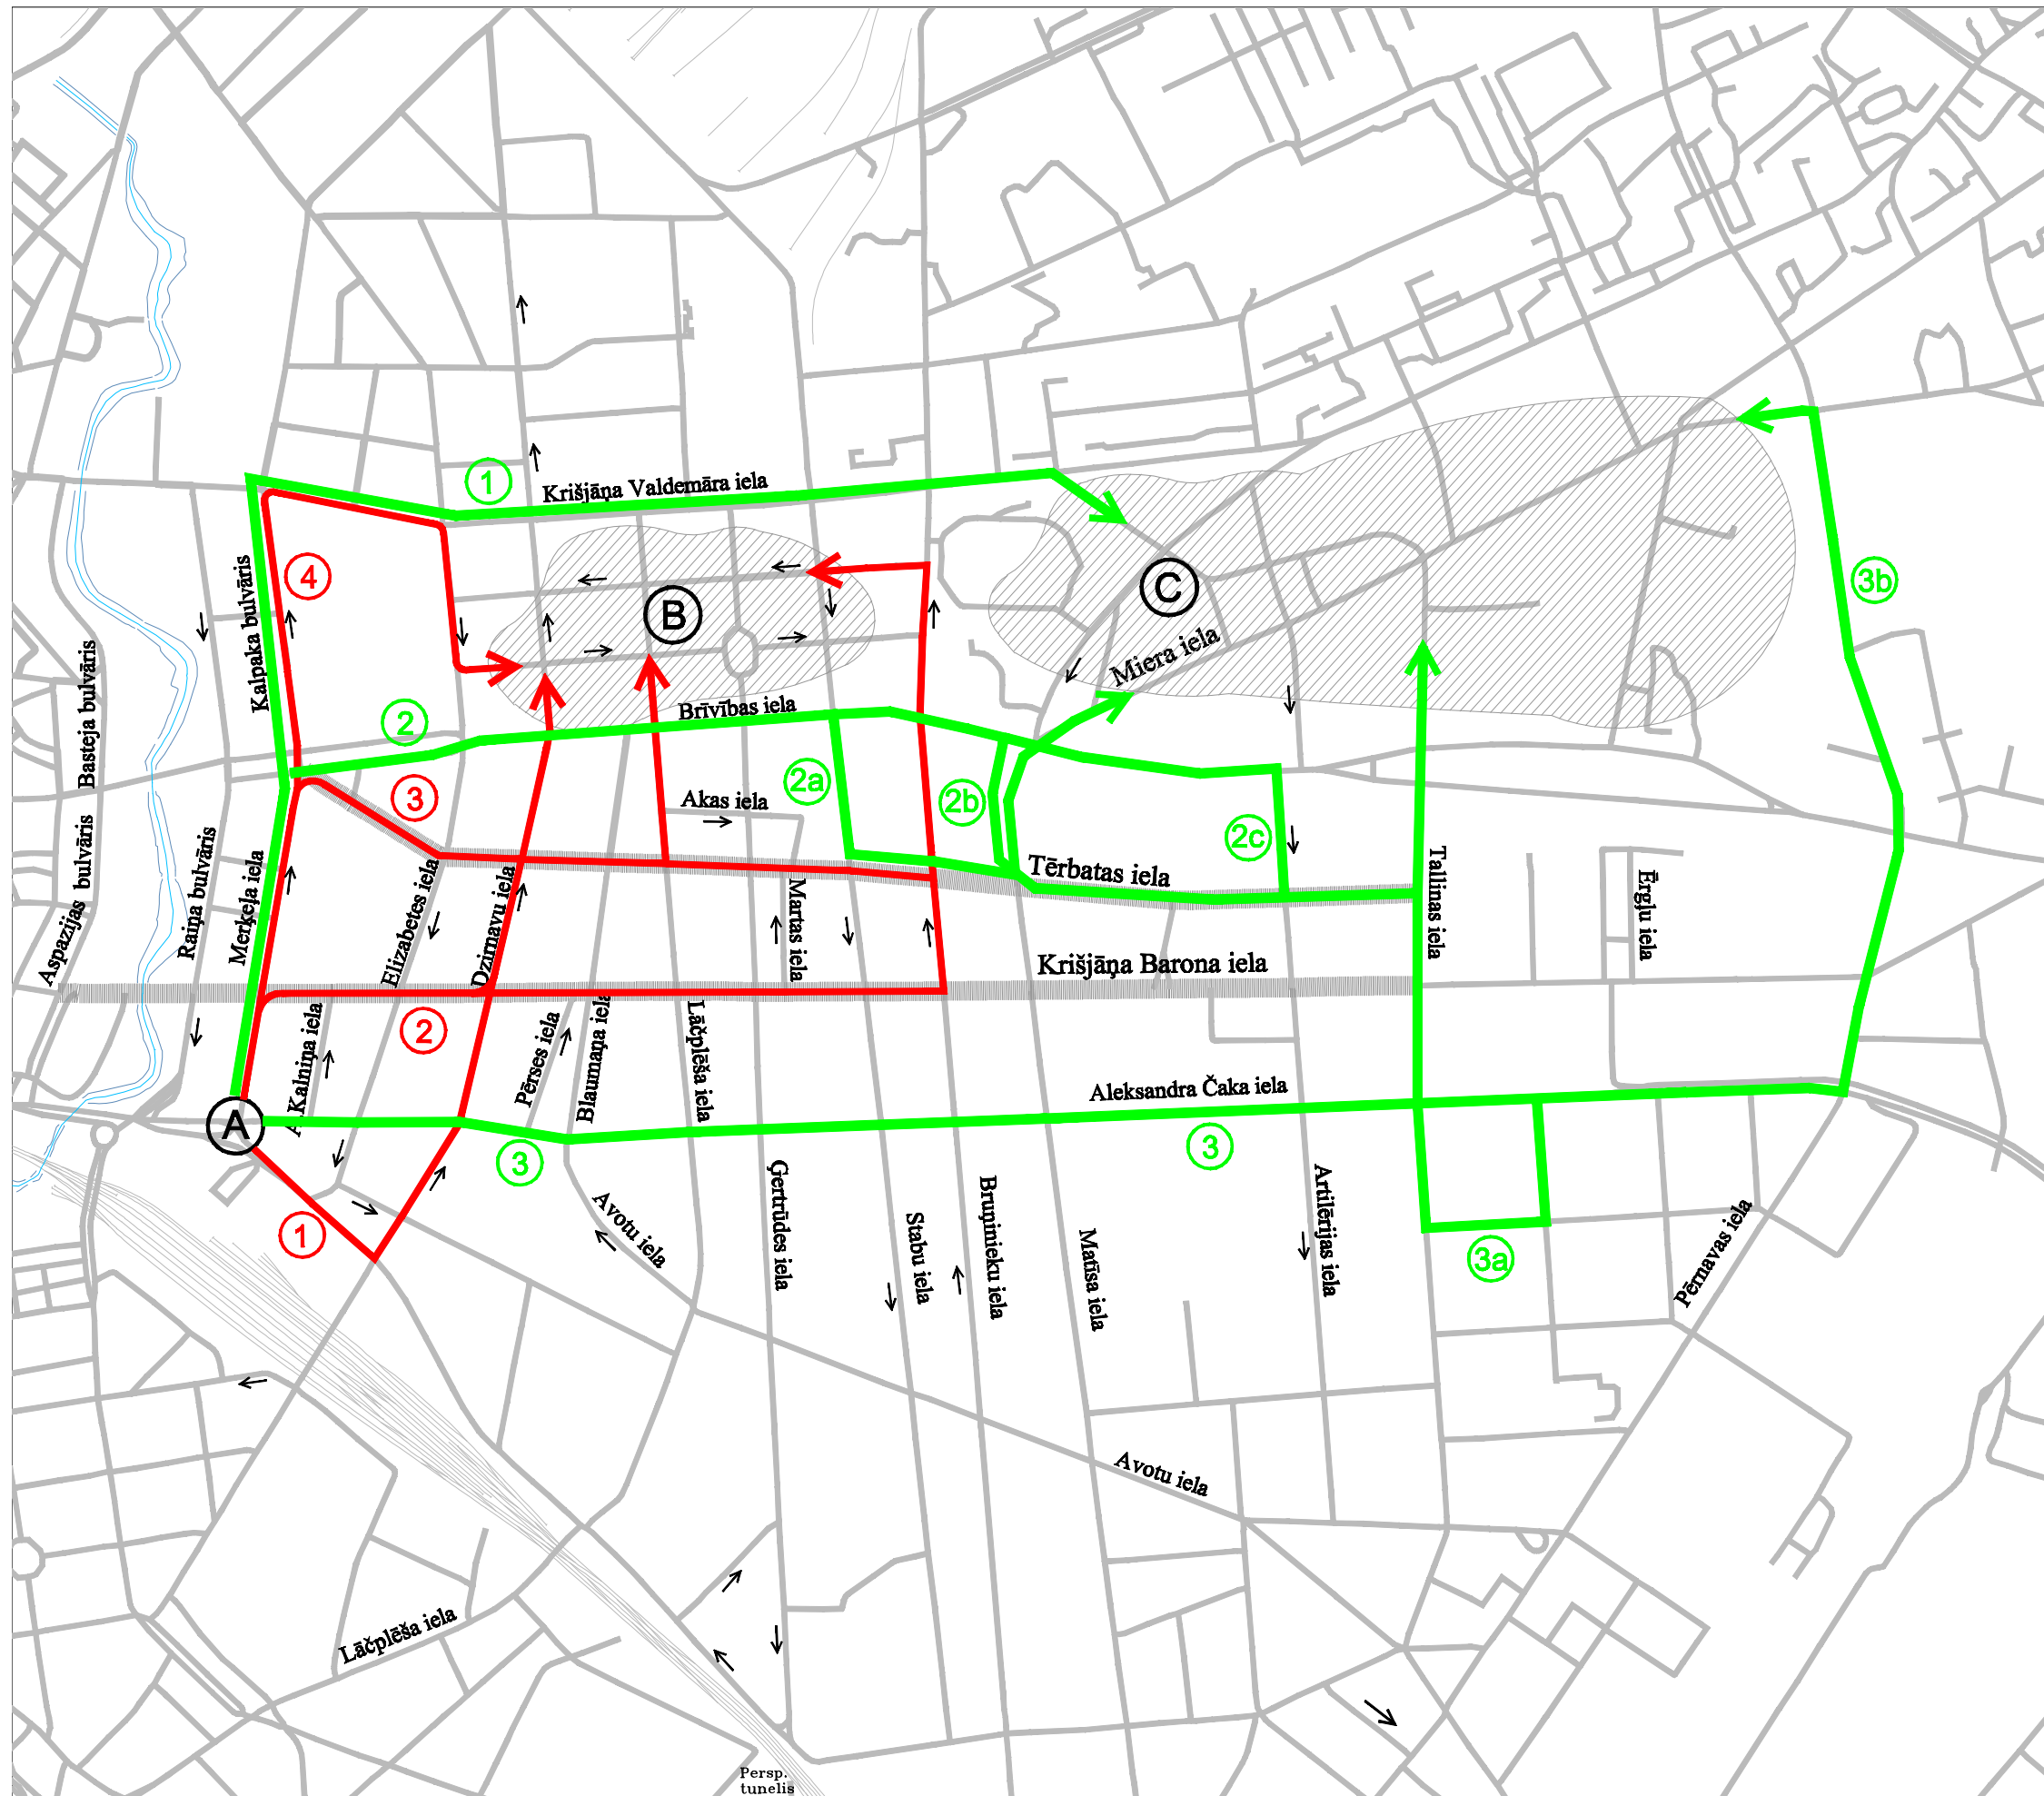 1
Krišjāņa Valdemāra iela
4
3b
C
B
Kalpaka bulvāris
Miera iela
Basteja bulvāris
Brīvības iela
2
2a
3
Akas iela
2b
2c
Aspazijas bulvāris
Raiņa bulvāris
Merķeļa iela
Elizabetes iela
Dzirnavu iela
Martas iela
Tērbatas iela
Tallinas iela
Ērgļu iela
Krišjāņa Barona iela
2
A.Kalniņa iela
Pērses iela
Blaumaņa iela
Lāčplēša iela
Aleksandra Čaka iela
A
3
3
1
Avotu iela
Ģertrūdes iela
Stabu iela
Bruņinieku iela
Matīsa iela
Artilērijas iela
3a
Pērnavas iela
Avotu iela
Lāčplēša iela
Persp.
tunelis